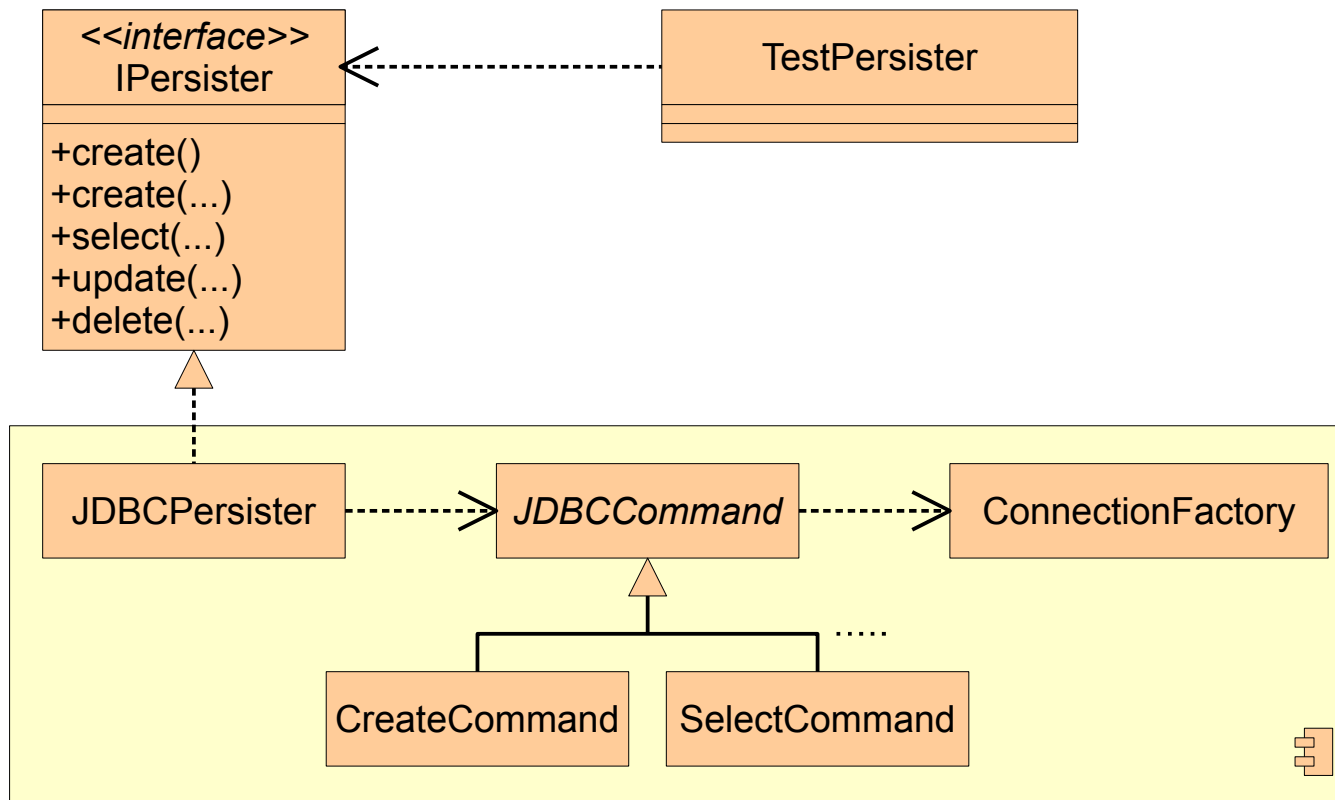 <<interface>>
IPersister
TestPersister
+create()
+create(...)
+select(...)
+update(...)
+delete(...)
JDBCPersister
JDBCCommand
ConnectionFactory
.....
CreateCommand
SelectCommand